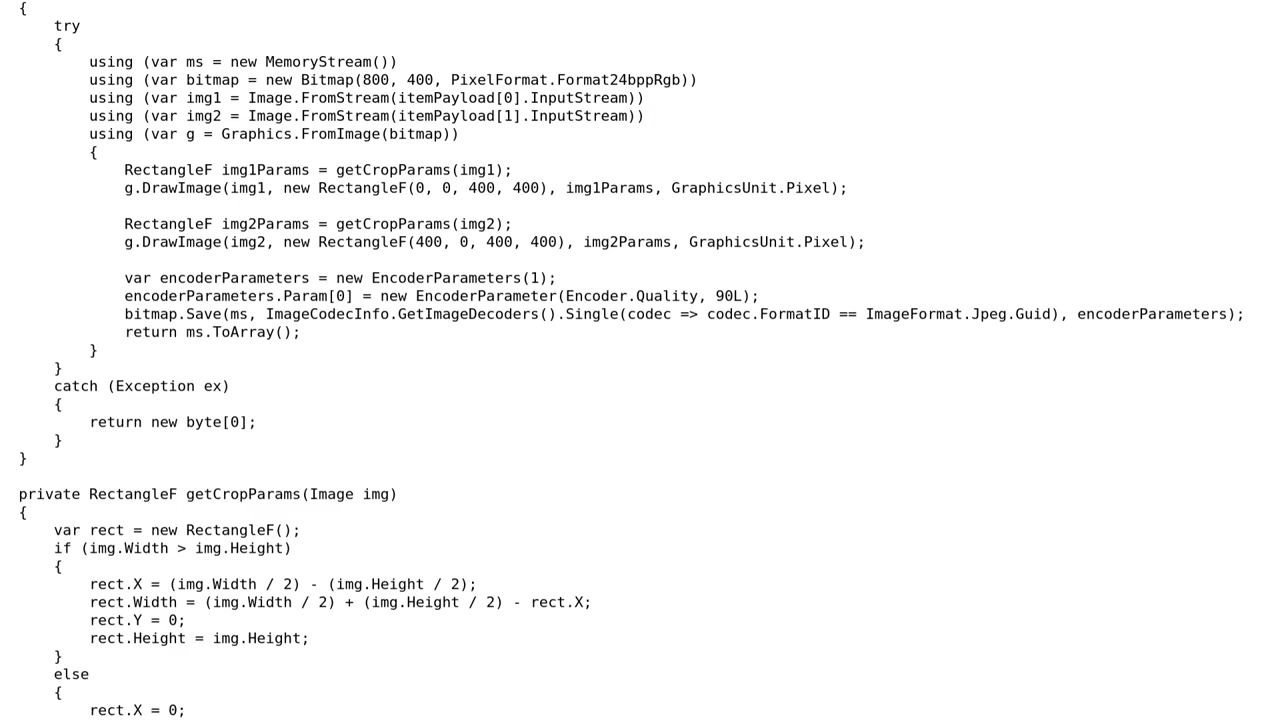 {
    try
    {
        using (var ms = new MemoryStream())
        using (var bitmap = new Bitmap(800, 400, PixelFormat.Format24bppRgb))
        using (var img1 = Image.FromStream(itemPayload[0].InputStream))
        using (var img2 = Image.FromStream(itemPayload[1].InputStream))
        using (var g = Graphics.FromImage(bitmap))
        {
            RectangleF img1Params = getCropParams(img1);
            g.DrawImage(img1, new RectangleF(0, 0, 400, 400), img1Params, GraphicsUnit.Pixel);

            RectangleF img2Params = getCropParams(img2);
            g.DrawImage(img2, new RectangleF(400, 0, 400, 400), img2Params, GraphicsUnit.Pixel);

            var encoderParameters = new EncoderParameters(1);
            encoderParameters.Param[0] = new EncoderParameter(Encoder.Quality, 90L);
            bitmap.Save(ms, ImageCodecInfo.GetImageDecoders().Single(codec => codec.FormatID == ImageFormat.Jpeg.Guid), encoderParameters);
            return ms.ToArray();
        }
    }
    catch (Exception ex)
    {
        return new byte[0];
    }
}

private RectangleF getCropParams(Image img)
{
    var rect = new RectangleF();
    if (img.Width > img.Height)
    {
        rect.X = (img.Width / 2) - (img.Height / 2);
        rect.Width = (img.Width / 2) + (img.Height / 2) - rect.X;
        rect.Y = 0;
        rect.Height = img.Height;
    }
    else
    {
        rect.X = 0;